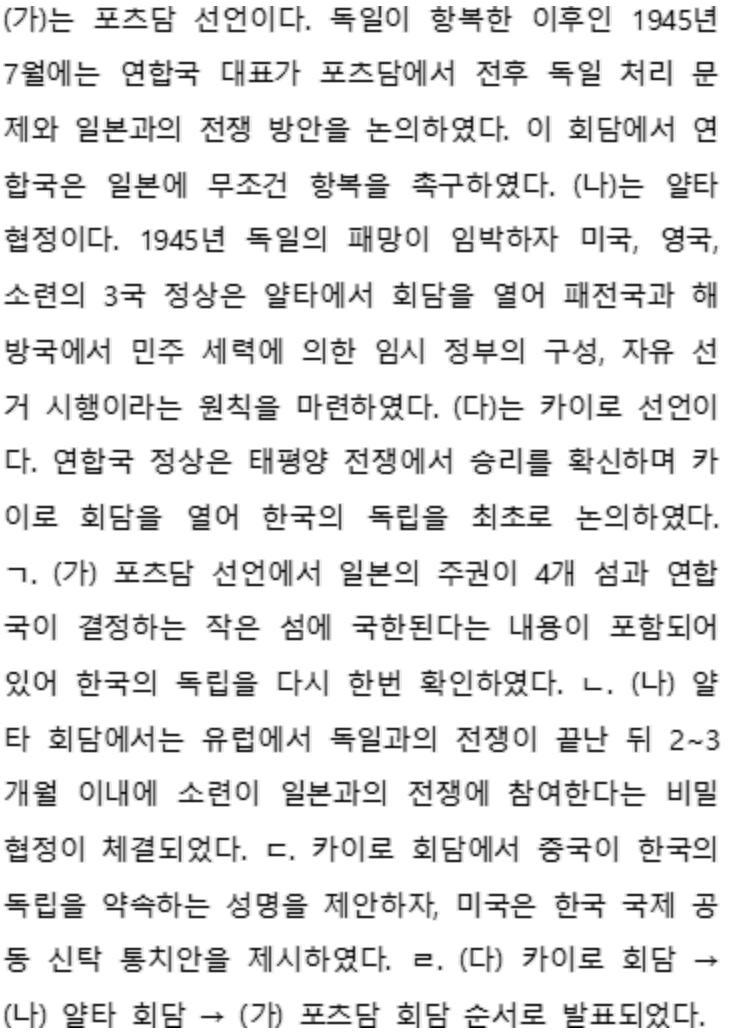 (가)는 포츠담 선언이다. 독일이 항복한 이후인 1945년
7월에는 연합국 대표가 포츠담에서 전후 독일 처리 문
제와 일본과의 전쟁 방안을 논의하였다. 이 회담에서 연
합국은 일본에 무조건 항복을 촉구하였다. (나)는 얄타
협정이다. 1945년 독일의 패망이 임박하자 미국, 영국,
소련의 3국 정상은 얄타에서 회담을 열어 패전국과 해
방국에서 민주 세력에 의한 임시 정부의 구성, 자유 선
거 시행이라는 원칙을 마련하였다. (다)는 카이로 선언이
다. 연합국 정상은 태평양 전쟁에서 승리를 확신하며 카
이로 회담을 열어 한국의 독립을 최초로 논의하였다.
ㄱ. (가) 포츠담 선언에서 일본의 주권이 4개 섬과 연합
국이 결정하는 작은 섬에 국한된다는 내용이 포함되어
있어 한국의 독립을 다시 한번 확인하였다. ㄴ. (나) 얄
타 회담에서는 유럽에서 독일과의 전쟁이 끝난 뒤 2~3
개월 이내에 소련이 일본과의 전쟁에 참여한다는 비밀
협정이 체결되었다. ㄷ. 카이로 회담에서 중국이 한국의
독립을 약속하는 성명을 제안하자, 미국은 한국 국제 공
동 신탁 통치안을 제시하였다. ㄹ. (다) 카이로 회담 →
(나) 얄타 회담 → (가) 포츠담 회담 순서로 발표되었다.